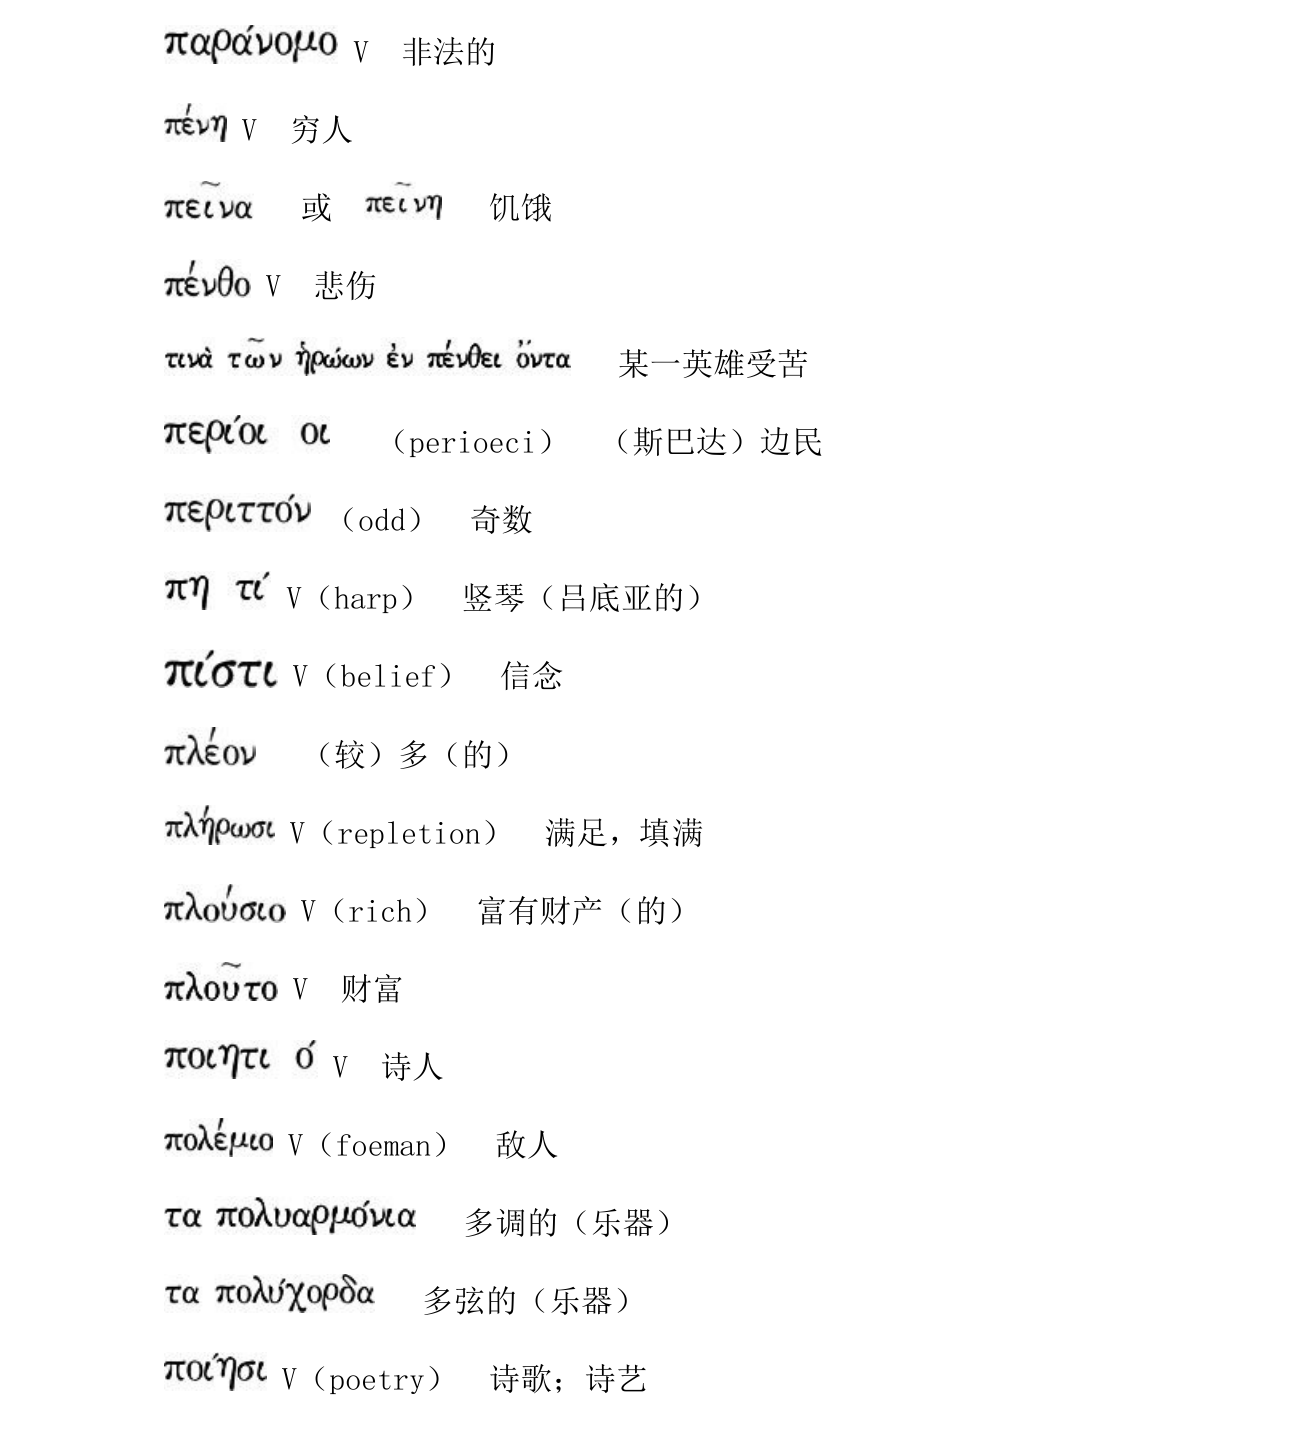 παράνομο V 非法的
πένη V 穷人
πεῖνα 或 πεῖνη 饥饿
πένθο V 悲伤
τινὰ τῶν ἡρώων ἐν πένθει ὄντα 某一英雄受苦
περίοι οι （perioeci） （斯巴达）边民
περιττόν （odd） 奇数
πη τί V（harp） 竖琴（吕底亚的）
πίστι V（belief） 信念
πλέον （较）多（的）
πλήρωσι V（repletion） 满足，填满
πλούσιο V（rich） 富有财产（的）
πλοῦτο V 财富
ποιητι ό V 诗人
πολέμιο V（foeman） 敌人
τα πολυαρμόνια 多调的（乐器）
τα πολύχορδα 多弦的（乐器）
ποίησι V（poetry） 诗歌；诗艺